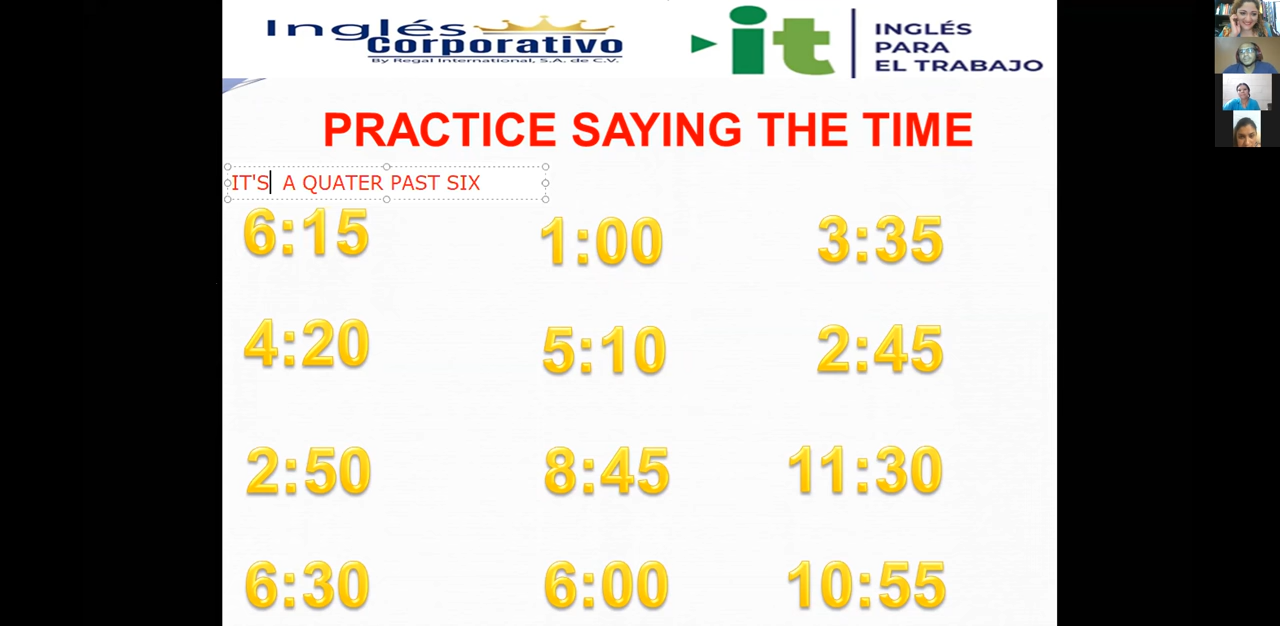 Inglés
Corporativo
By Regal International, S.A. de C.V.
it
INGLÉS
PARA
EL TRABAJO
PRACTICE SAYING THE TIME
IT'S A QUATER PAST SIX
6:15 1:00 3:35
4:20 5:10 2:45
2:50 8:45 11:30
6:30 6:00 10:55